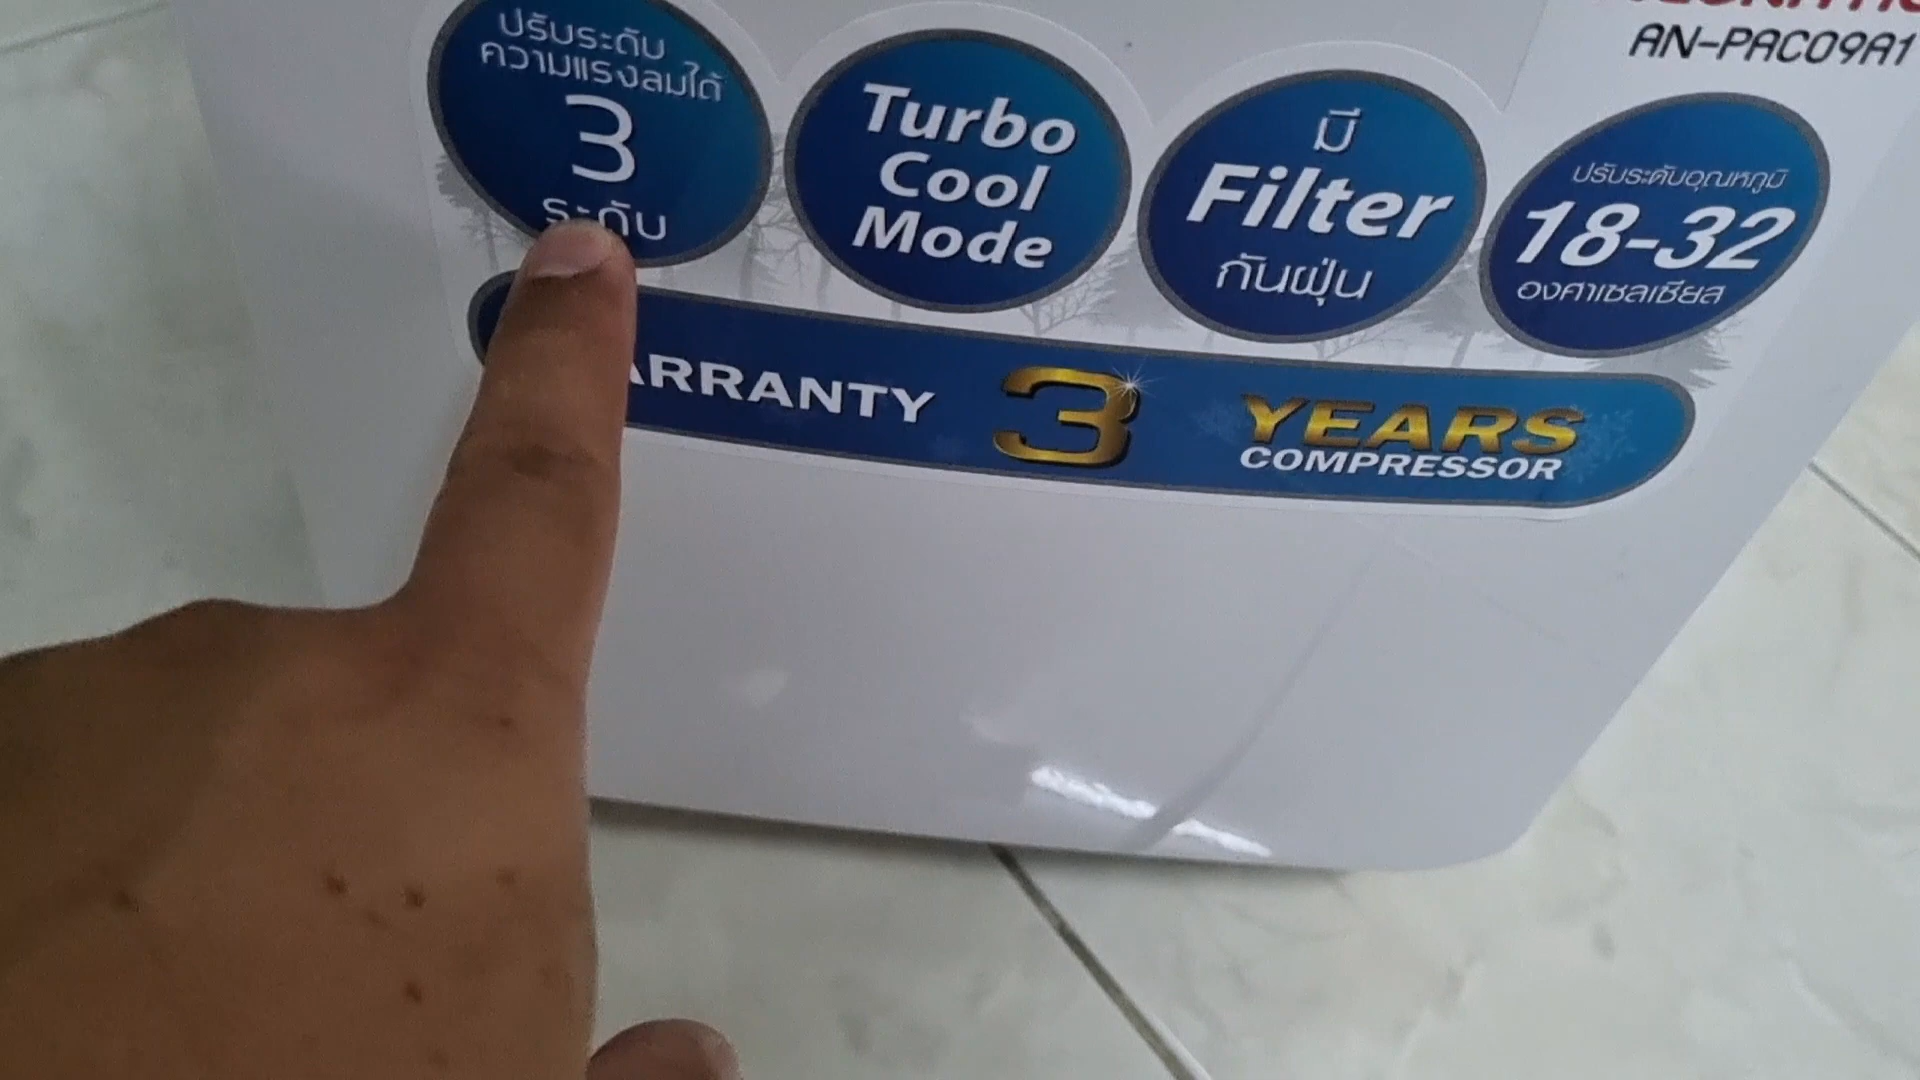 AN-PAC09A1
ปรับระดับ
ความแรงลมได้
3
ระดับ
Turbo
Cool
Mode
มี
Filter
กันฝุ่น
ปรับระดับอุณหภูมิ
18-32
องศาเซลเซียส
3 YEARS
COMPRESSOR